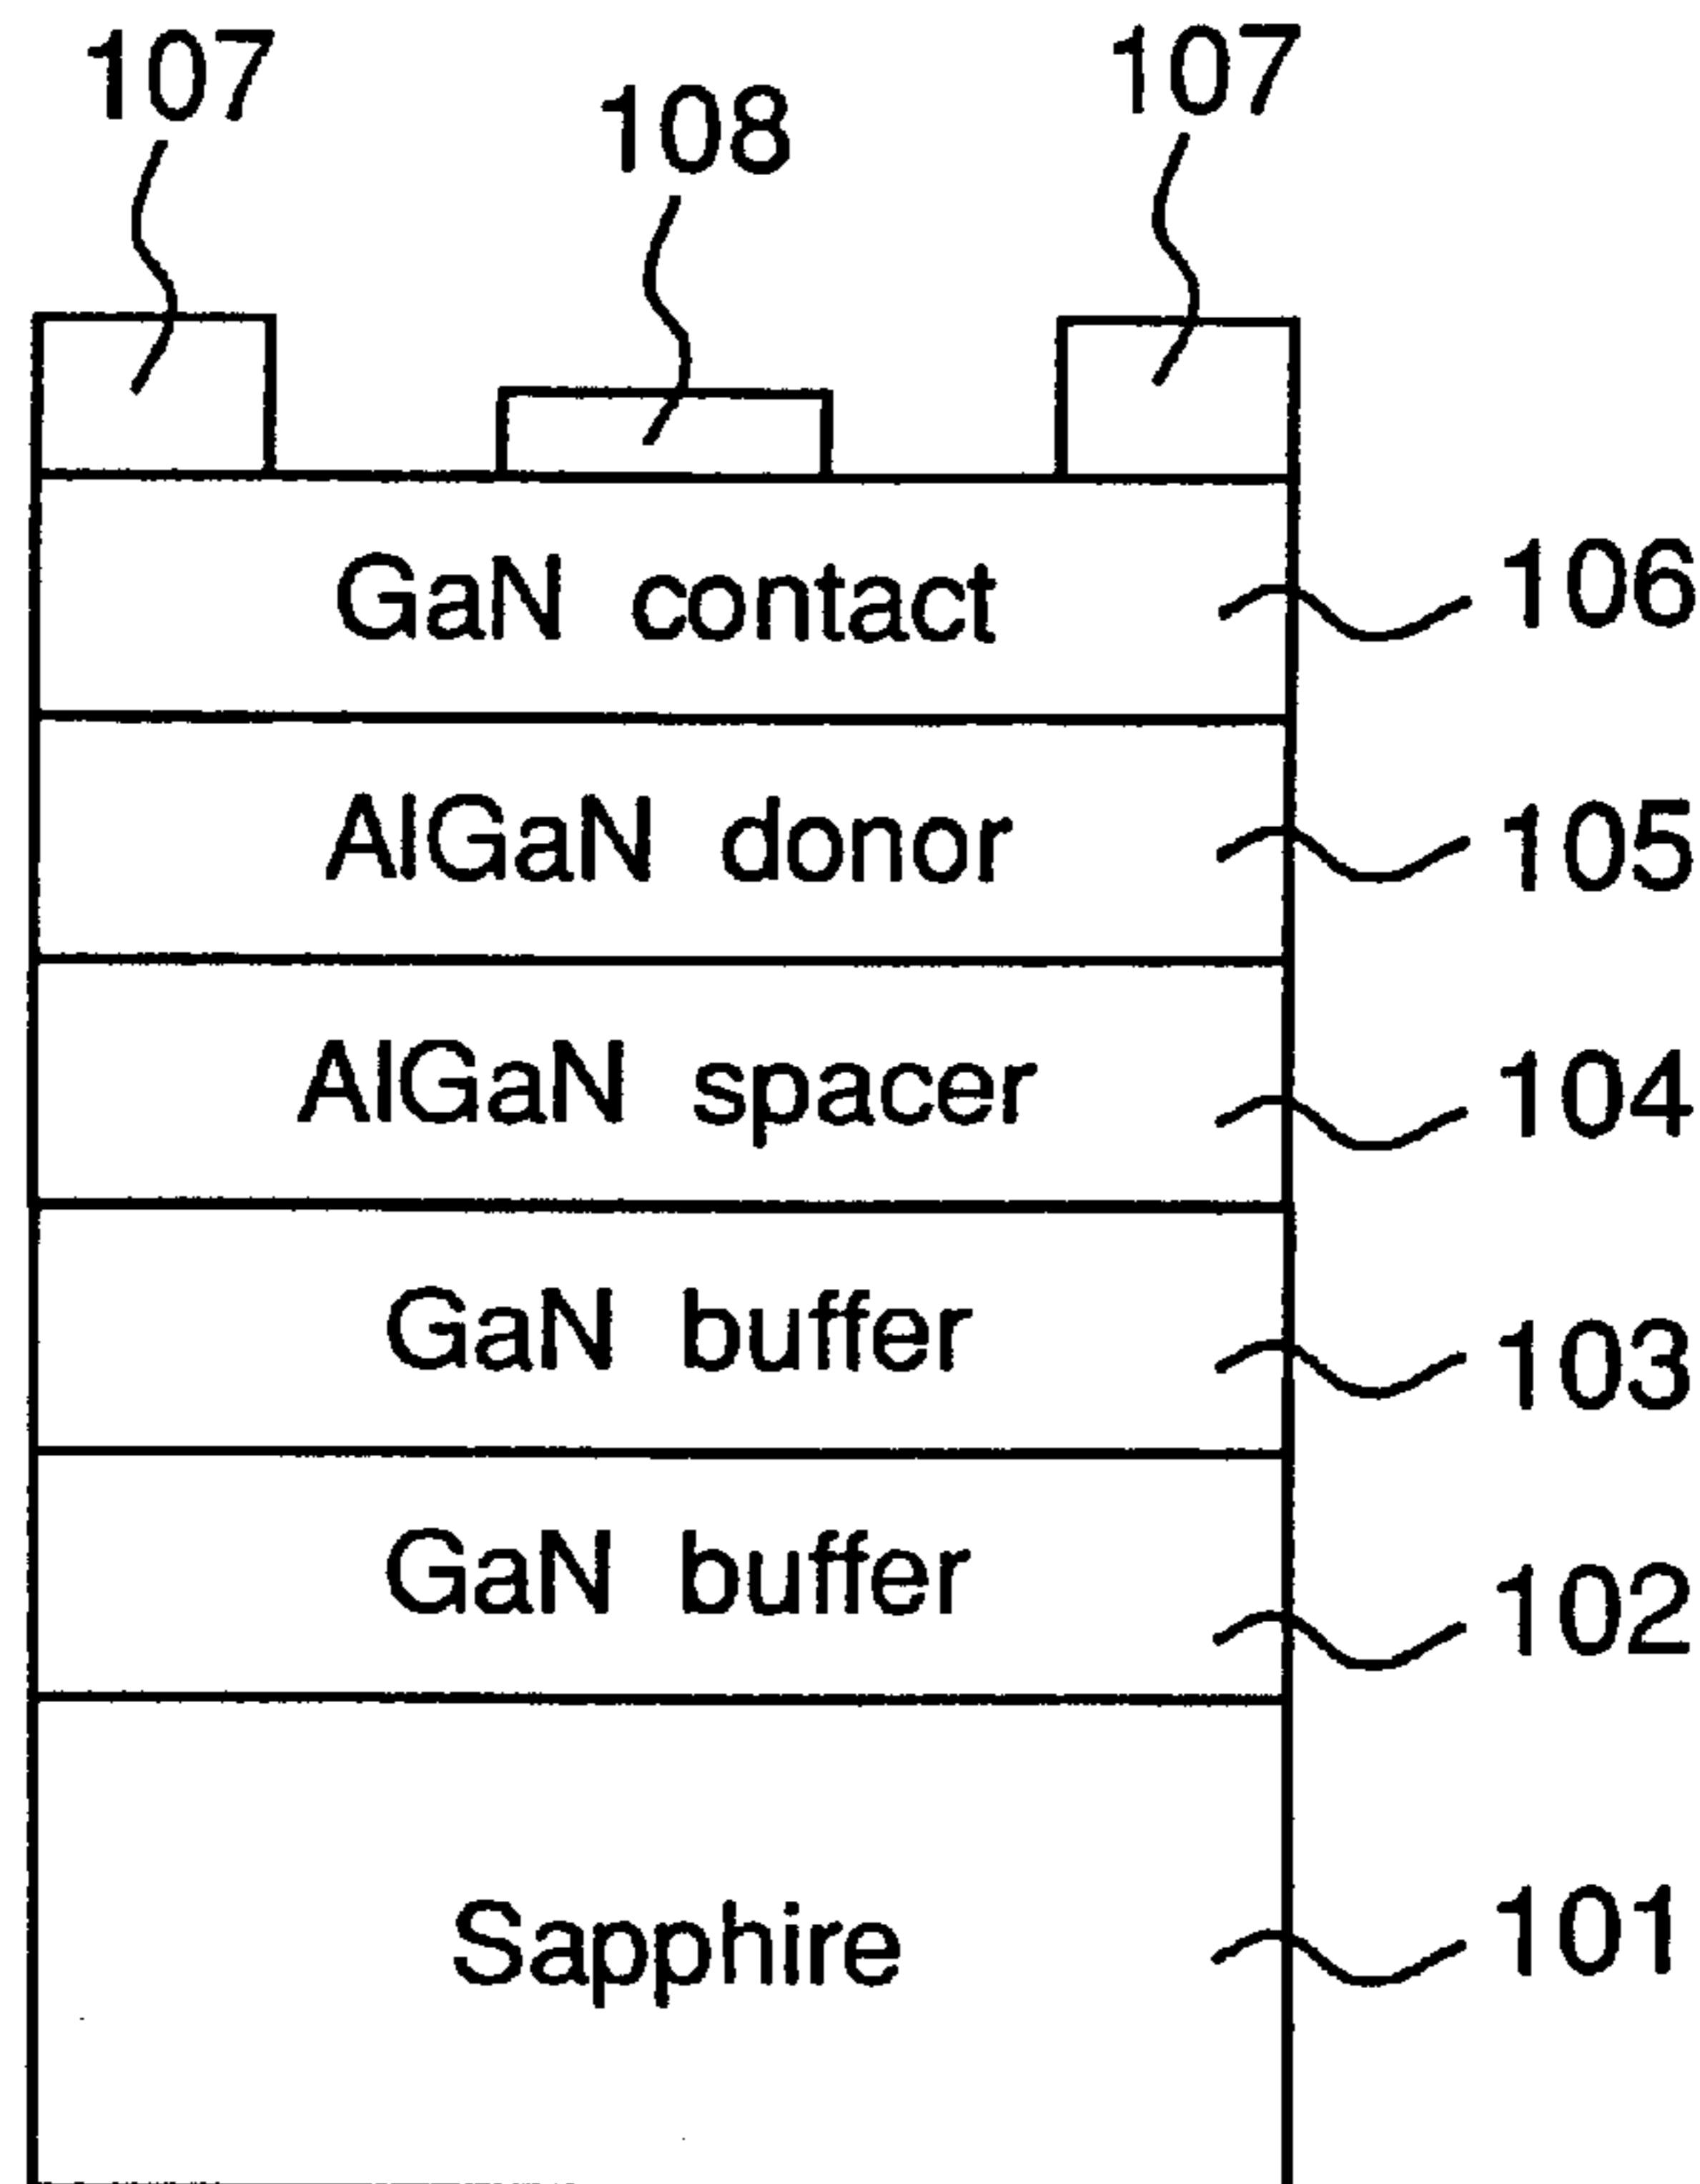 107 108 107
GaN contact 106
AlGaN donor 105
AlGaN spacer 104
GaN buffer 103
GaN buffer 102
Sapphire 101